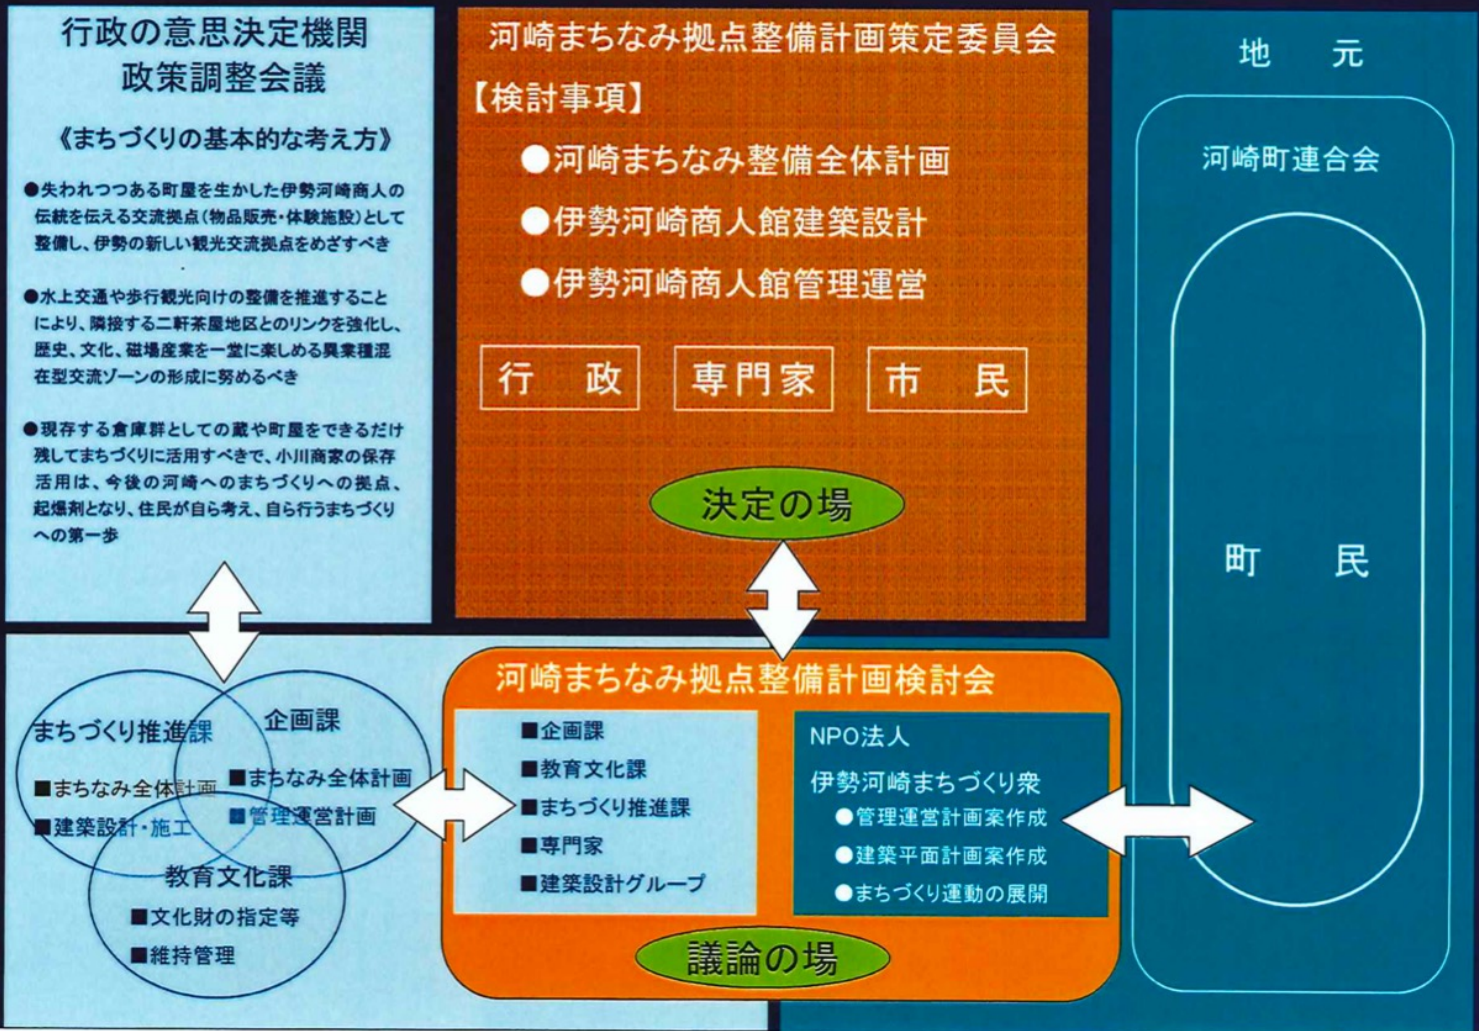 行政の意思決定機関
政策調整会議
《まちづくりの基本的な考え方》
●失われつつある町屋を生かした伊勢河崎商人の
伝統を伝える交流拠点(物品販売・体験施設)として
整備し、伊勢の新しい観光交流拠点をめざすべき
●水上交通や歩行観光向けの整備を推進すること
により、隣接する二軒茶屋地区とのリンクを強化し、
歴史、文化、磁場産業を一堂に楽しめる異業種混
在型交流ゾーンの形成に努めるべき
●現存する倉庫群としての蔵や町屋をできるだけ
残してまちづくりに活用すべきで、小川商家の保存
活用は、今後の河崎へのまちづくりへの拠点、
起爆剤となり、住民が自ら考え、自ら行うまちづくり
への第一歩
河崎まちなみ拠点整備計画策定委員会
【検討事項】
●河崎まちなみ整備全体計画
●伊勢河崎商人館建築設計
●伊勢河崎商人館管理運営
行 政
専門家
市 民
決定の場
地 元
河崎町連合会
町 民
まちづくり推進課
■まちなみ全体計画
■建築設計・施工
企画課
■まちなみ全体計画
■管理運営計画
教育文化課
■文化財の指定等
■維持管理
河崎まちなみ拠点整備計画検討会
■企画課
■教育文化課
■まちづくり推進課
■専門家
■建築設計グループ
NPO法人
伊勢河崎まちづくり衆
●管理運営計画案作成
●建築平面計画案作成
●まちづくり運動の展開
議論の場